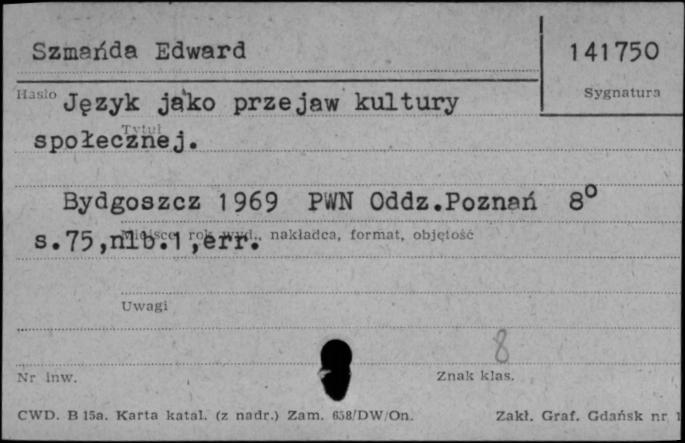 Szmańda Edward
141750
Sygnatura
Hasło
Język jako przejaw kultury
Tytuł
społecznej.
Bydgoszcz 1969 PWN Oddz.Poznań 8°
Miejsce, rok wyd., nakładca, format, objętość
s.75,nlb.1,err.
Uwagi
8
Nr inw.
Znak klas.
CWD. B 15a. Karta katal. (z nadr.) Zam. 658/DW/On.
Zakł. Graf. Gdańsk nr 1